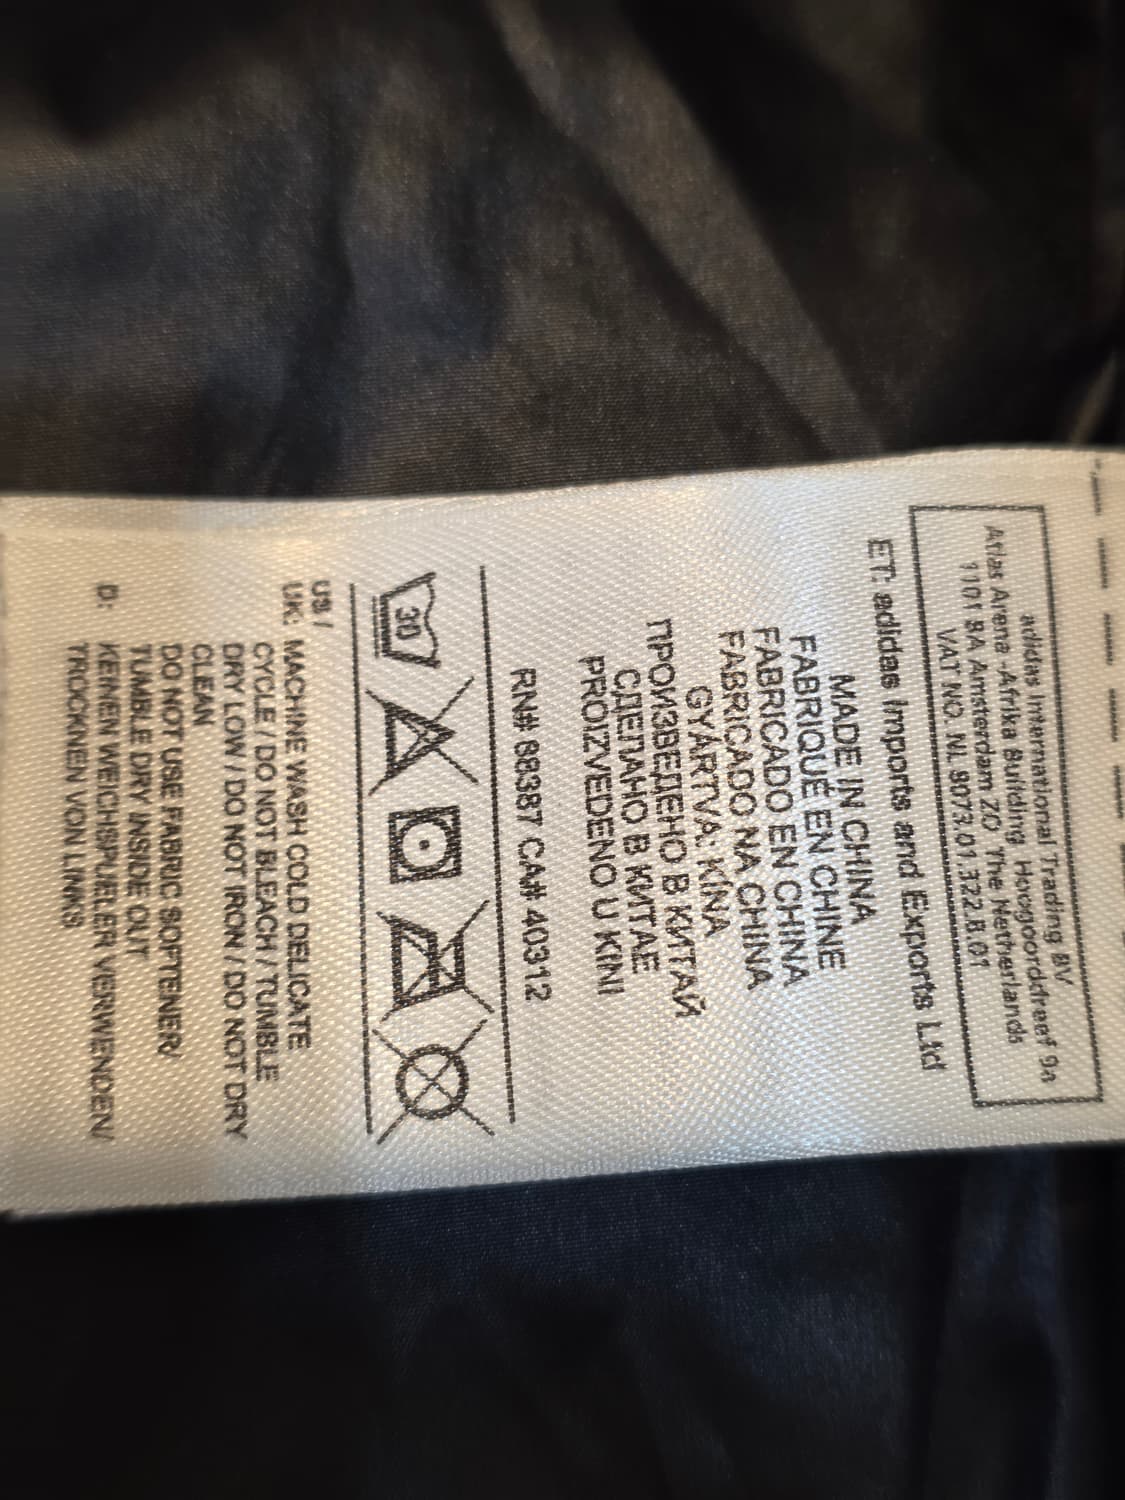 adidas International Trading BV
Atlas Arena -Afrika Building, Hoogoorddreef 9a
1101 BA Amsterdam ZO, The Netherlands
VAT NO. NL 8073.01.322.B.01
ET: adidas Imports and Exports Ltd
MADE IN CHINA
FABRIQUÉ EN CHINE
FABRICADO EN CHINA
FABRICADO NA CHINA
GYÁRTVA: KÍNA
ПРОИЗВЕДЕНО В КИТАЙ
СДЕЛАНО В КИТАЕ
PROIZVEDENO U KINI
RN# 88387 CA# 40312
30
US /
UK: MACHINE WASH COLD DELICATE
CYCLE / DO NOT BLEACH / TUMBLE
DRY LOW / DO NOT IRON / DO NOT DRY
CLEAN
DO NOT USE FABRIC SOFTENER/
TUMBLE DRY INSIDE OUT
D: KEINEN WEICHSPUELER VERWENDEN/
TROCKNEN VON LINKS